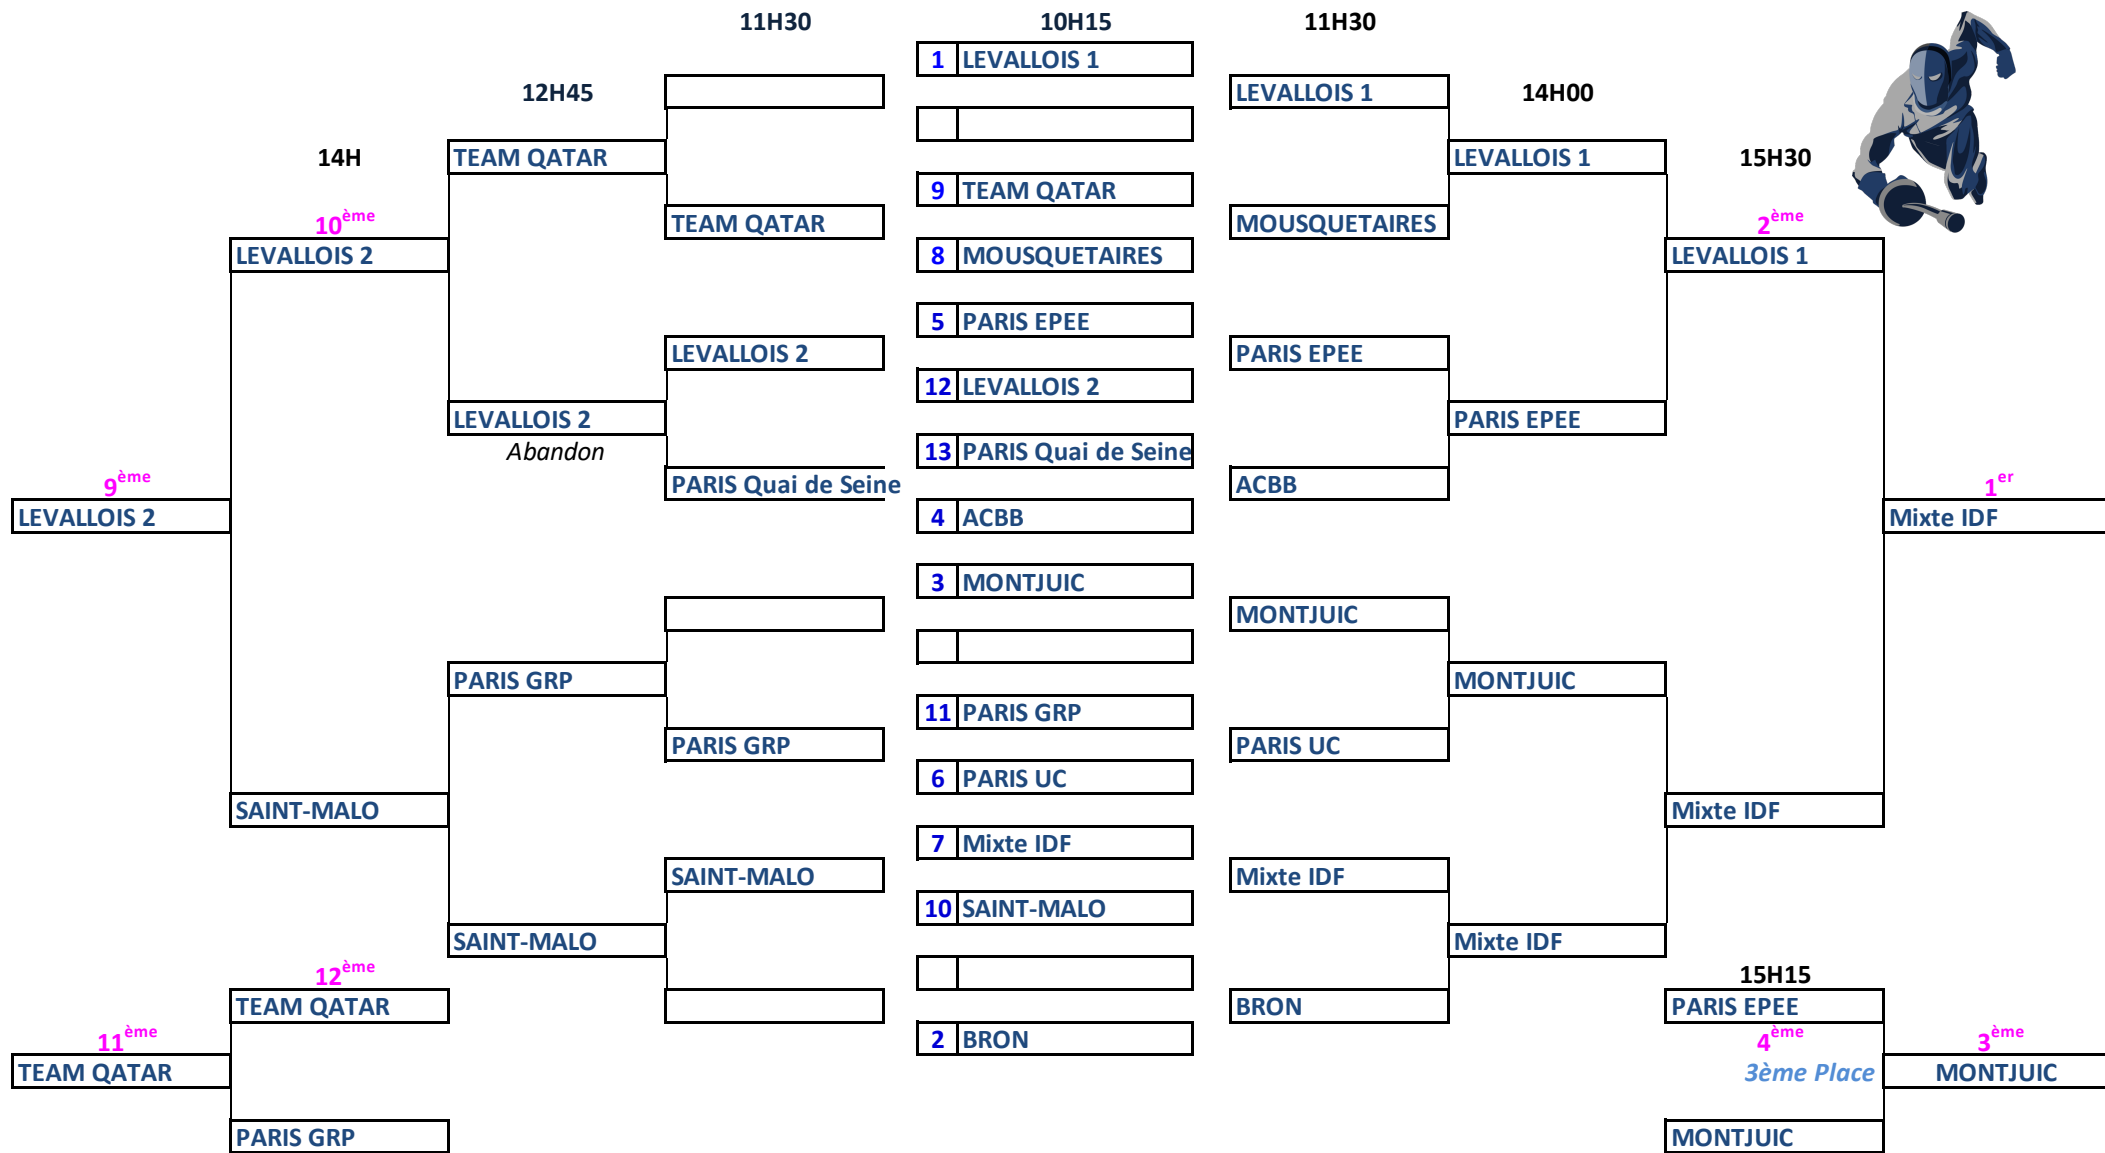 11H30 10H15 11H30
1 LEVALLOIS 1
12H45 LEVALLOIS 1 14H00
14H TEAM QATAR LEVALLOIS 1 15H30
9 TEAM QATAR
10ème TEAM QATAR MOUSQUETAIRES 2ème
LEVALLOIS 2 8 MOUSQUETAIRES LEVALLOIS 1
5 PARIS EPEE
LEVALLOIS 2 PARIS EPEE
12 LEVALLOIS 2
LEVALLOIS 2 PARIS EPEE
Abandon 13 PARIS Quai de Seine
9ème PARIS Quai de Seine ACBB 1er
LEVALLOIS 2 4 ACBB Mixte IDF
3 MONTJUIC
MONTJUIC
PARIS GRP MONTJUIC
11 PARIS GRP
PARIS GRP PARIS UC
6 PARIS UC
SAINT-MALO Mixte IDF
7 Mixte IDF
SAINT-MALO Mixte IDF
10 SAINT-MALO
SAINT-MALO Mixte IDF
12ème 15H15
TEAM QATAR BRON PARIS EPEE
11ème 2 BRON 4ème 3ème
TEAM QATAR 3ème Place MONTJUIC
PARIS GRP MONTJUIC